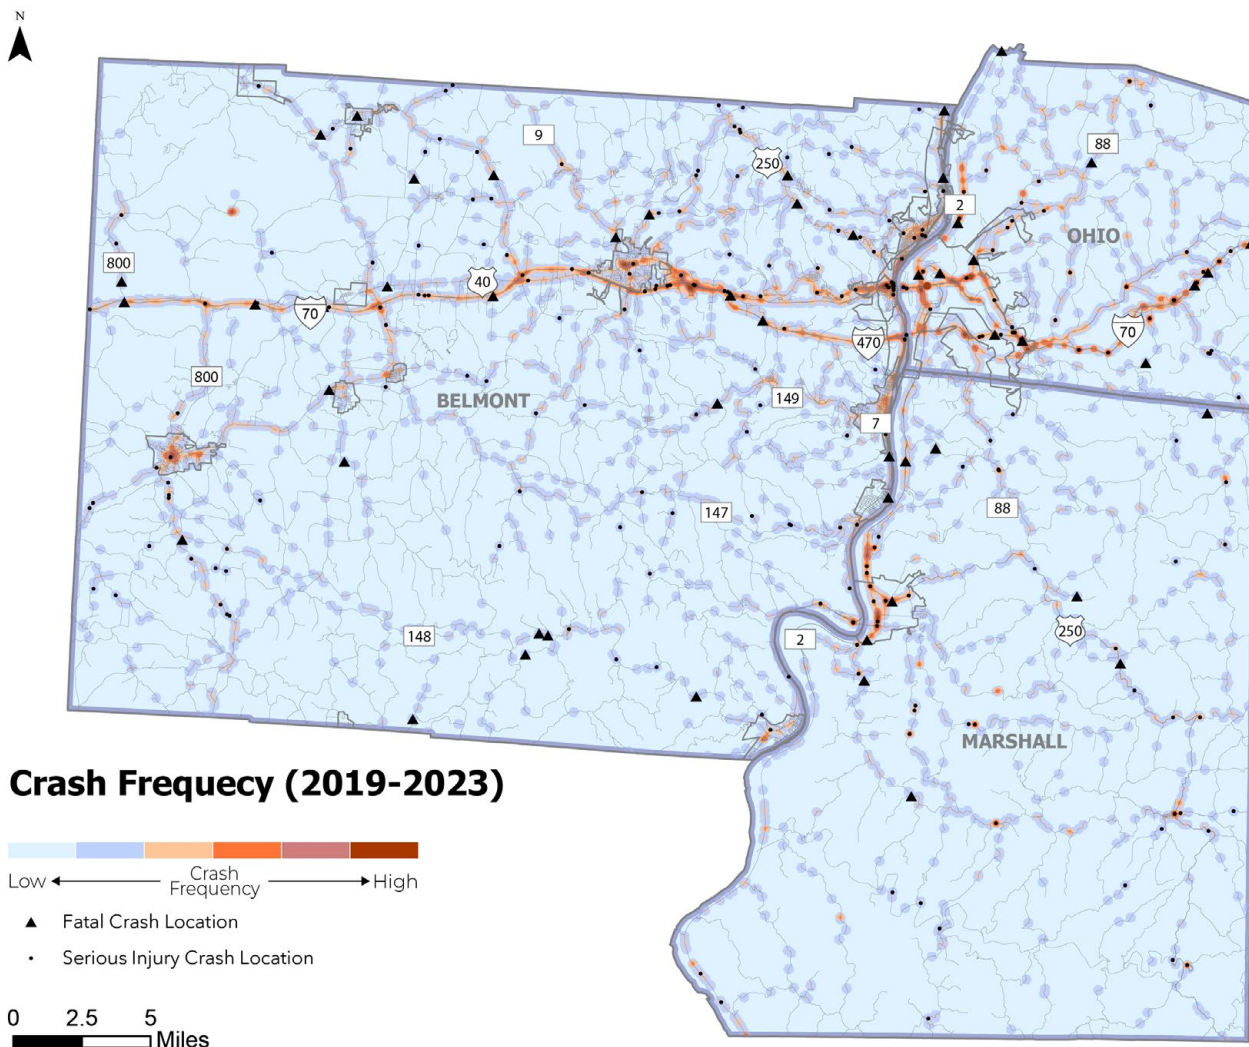 N
9
88
250
2
OHIO
800
40
70
70
470
800
149
BELMONT
7
147
88
148
2
250
MARSHALL
Crash Frequecy (2019-2023)
Low
Crash
Frequency
High
Fatal Crash Location
Serious Injury Crash Location
0 2.5 5
Miles